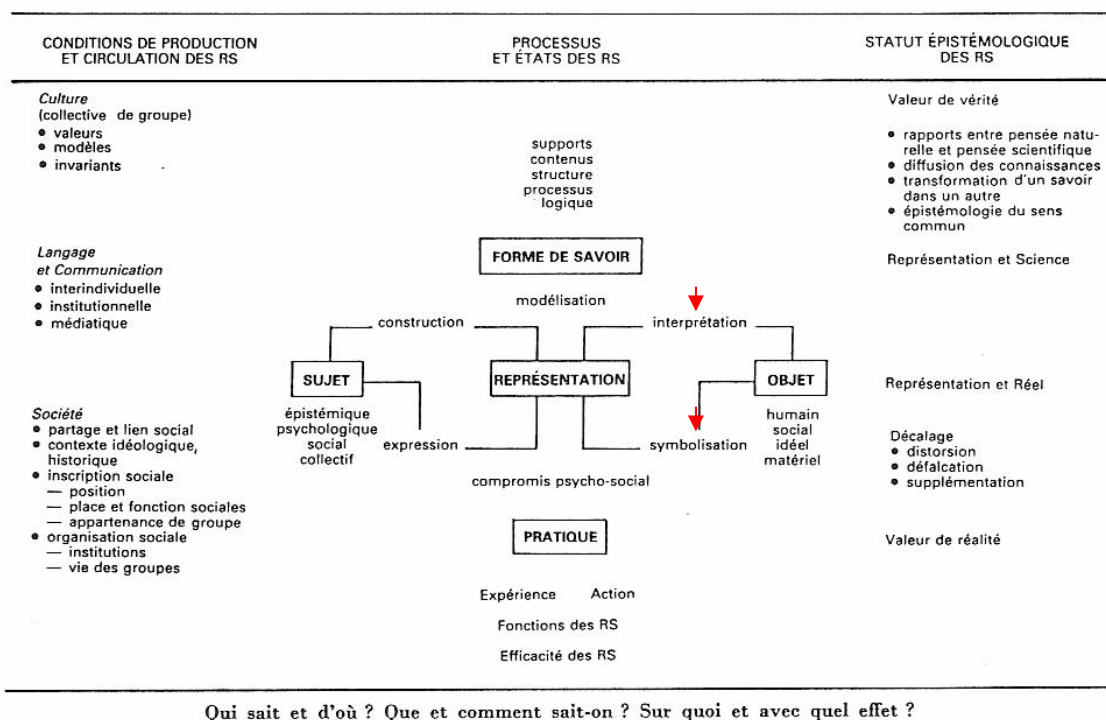 CONDITIONS DE PRODUCTION
ET CIRCULATION DES RS
PROCESSUS
ET ÉTATS DES RS
STATUT ÉPISTÉMOLOGIQUE
DES RS
Culture
(collective de groupe)
• valeurs
• modèles
• invariants
Langage
et Communication
• interindividuelle
• institutionnelle
• médiatique
Société
• partage et lien social
• contexte idéologique,
historique
• inscription sociale
— position
— place et fonction sociales
— appartenance de groupe
• organisation sociale
— institutions
— vie des groupes
supports
contenus
structure
processus
logique
FORME DE SAVOIR
modélisation
construction
interprétation
SUJET
REPRÉSENTATION
OBJET
épistémique
psychologique
social
collectif
expression
symbolisation
humain
social
idéel
matériel
compromis psycho-social
PRATIQUE
Expérience Action
Fonctions des RS
Efficacité des RS
Valeur de vérité
• rapports entre pensée natu-
relle et pensée scientifique
• diffusion des connaissances
• transformation d'un savoir
dans un autre
• épistémologie du sens
commun
Représentation et Science
Représentation et Réel
Décalage
• distorsion
• défalcation
• supplémentation
Valeur de réalité
Qui sait et d'où ? Que et comment sait-on ? Sur quoi et avec quel effet ?